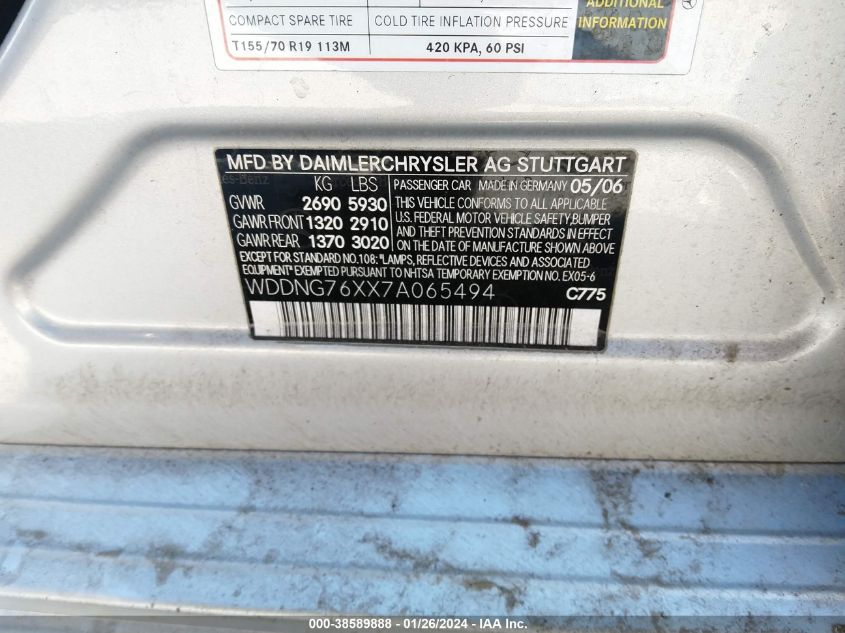 ADDITIONAL
INFORMATION
COMPACT SPARE TIRE COLD TIRE INFLATION PRESSURE
T155/70 R19 113M 420 KPA, 60 PSI
MFD BY DAIMLERCHRYSLER AG STUTTGART
KG LBS
GVWR 2690 5930
GAWR FRONT 1320 2910
GAWR REAR 1370 3020
PASSENGER CAR MADE IN GERMANY 05/06
THIS VEHICLE CONFORMS TO ALL APPLICABLE
U.S. FEDERAL MOTOR VEHICLE SAFETY, BUMPER
AND THEFT PREVENTION STANDARDS IN EFFECT
ON THE DATE OF MANUFACTURE SHOWN ABOVE
EXCEPT FOR STANDARD NO.108: "LAMPS, REFLECTIVE DEVICES AND ASSOCIATED
EQUIPMENT" EXEMPTED PURSUANT TO NHTSA TEMPORARY EXEMPTION NO. EX05-6
WDDNG76XX7A065494 C775
000-38589888 - 01/26/2024 - IAA Inc.